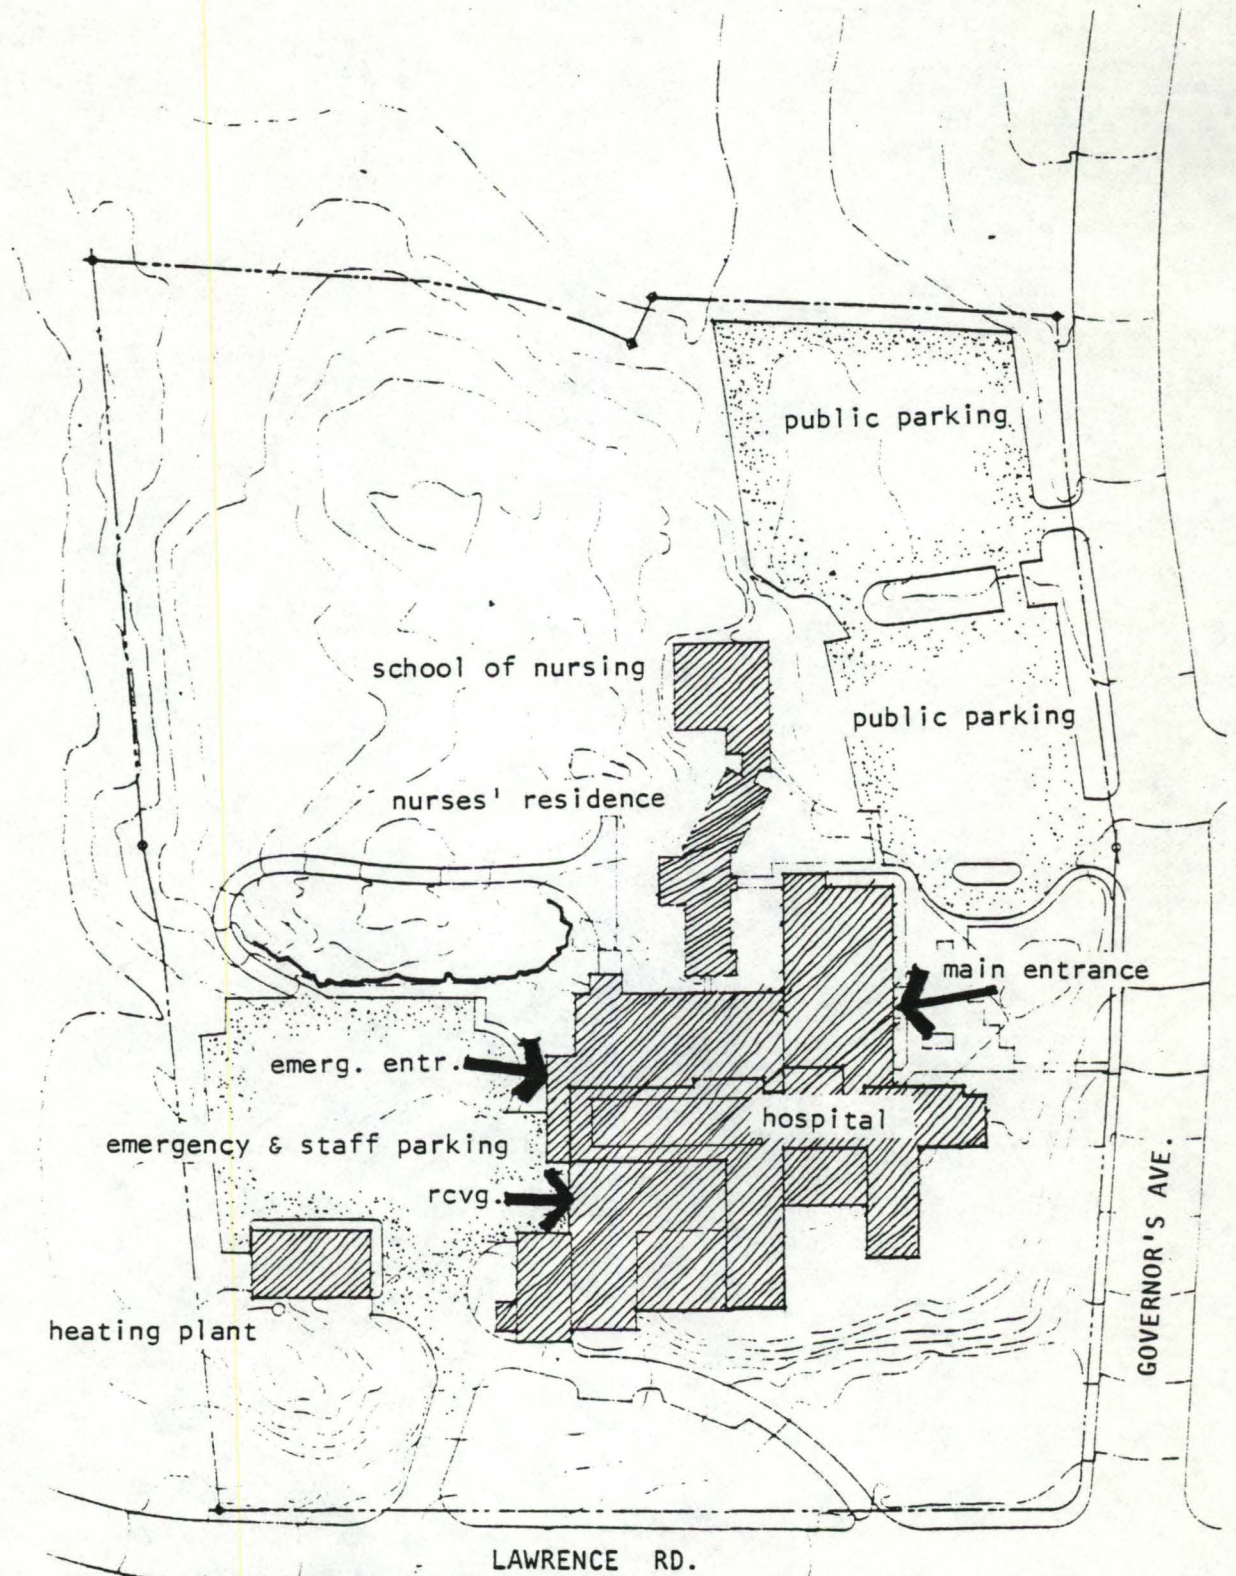 public parking
school of nursing
public parking
nurses' residence
main entrance
emerg. entr.
hospital
emergency & staff parking
rcvg.
heating plant
GOVERNOR'S AVE.
LAWRENCE RD.